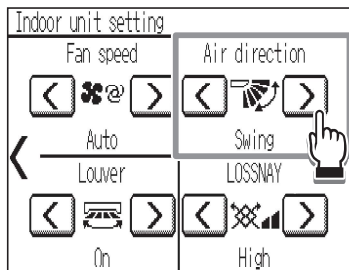 Indoor unit setting
Fan speed
Air direction
Auto
Swing
Louver
LOSSNAY
On
High